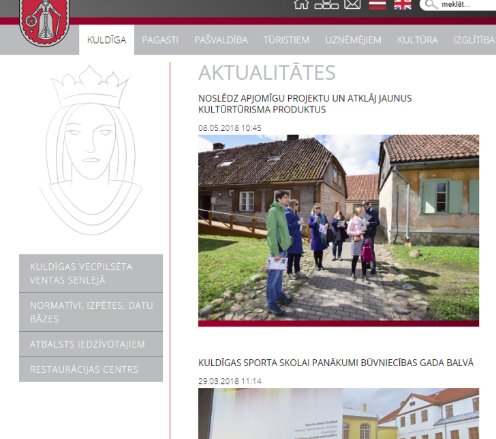 meklēt...
KULDĪGA PAGASTI PAŠVALDĪBA TŪRISTIEM UZŅĒMĒJIEM KULTŪRA IZGLĪTĪBA
AKTUALITĀTES
NOSLĒDZ APJOMĪGU PROJEKTU UN ATKLĀJ JAUNUS
KULTŪRTŪRISMA PRODUKTUS
08.05.2018 10:45
KULDĪGAS VECPILSĒTA
VENTAS SENLEJĀ
NORMATĪVI, IZPĒTES, DATU
BĀZES
ATBALSTS IEDZĪVOTAJIEM
RESTAURĀCIJAS CENTRS
KULDĪGAS SPORTA SKOLAI PANĀKUMI BŪVNIECĪBAS GADA BALVĀ
29.03.2018 11:14